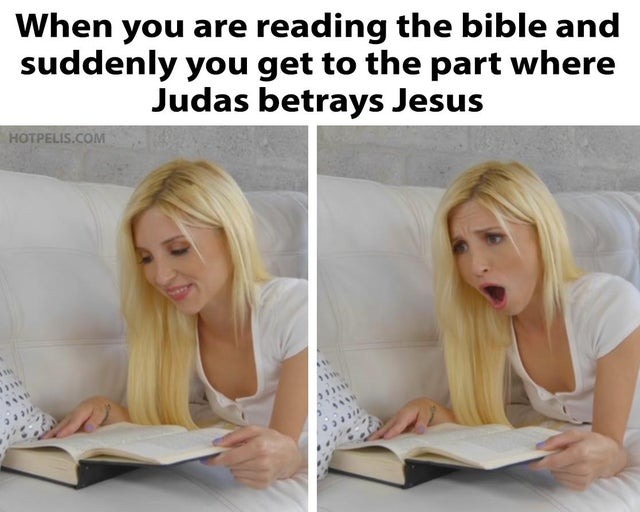 When you are reading the bible and
suddenly you get to the part where
Judas betrays Jesus
HOTPELIS.COM